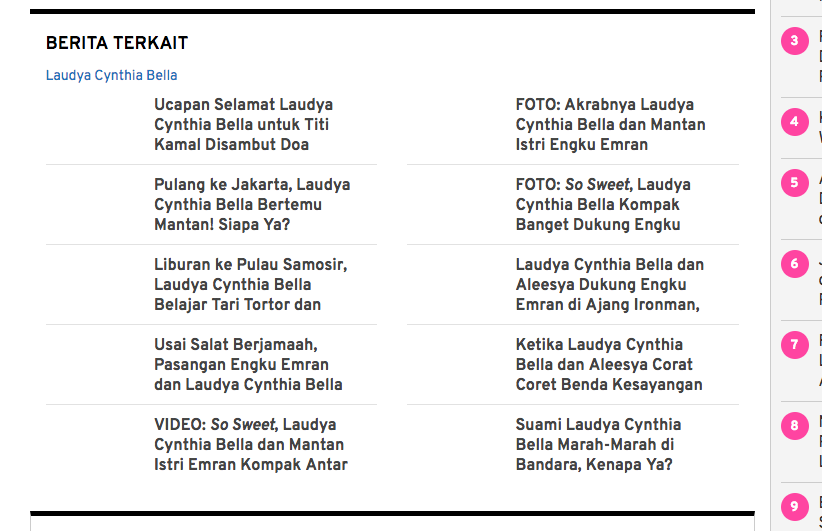 BERITA TERKAIT
Laudya Cynthia Bella
Ucapan Selamat Laudya
Cynthia Bella untuk Titi
Kamal Disambut Doa
Pulang ke Jakarta, Laudya
Cynthia Bella Bertemu
Mantan! Siapa Ya?
Liburan ke Pulau Samosir,
Laudya Cynthia Bella
Belajar Tari Tortor dan
Usai Salat Berjamaah,
Pasangan Engku Emran
dan Laudya Cynthia Bella
VIDEO: So Sweet, Laudya
Cynthia Bella dan Mantan
Istri Emran Kompak Antar
FOTO: Akrabnya Laudya
Cynthia Bella dan Mantan
Istri Engku Emran
FOTO: So Sweet, Laudya
Cynthia Bella Kompak
Banget Dukung Engku
Laudya Cynthia Bella dan
Aleesya Dukung Engku
Emran di Ajang Ironman,
Ketika Laudya Cynthia
Bella dan Aleesya Corat
Coret Benda Kesayangan
Suami Laudya Cynthia
Bella Marah-Marah di
Bandara, Kenapa Ya?
3
4
5
6
7
8
9